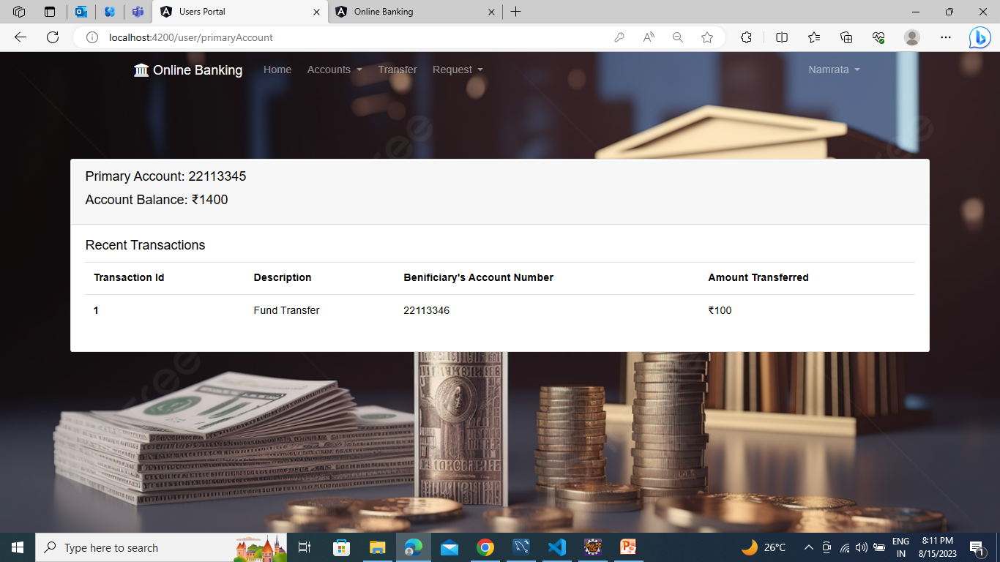 Users Portal
Online Banking
localhost:4200/user/primaryAccount
Online Banking Home Accounts Transfer Request Namrata
Primary Account: 22113345
Account Balance: ₹1400
Recent Transactions
Transaction Id Description Benificiary's Account Number Amount Transferred
1 Fund Transfer 22113346 ₹100
Type here to search
26°C
ENG
IN
8:11 PM
8/15/2023
1